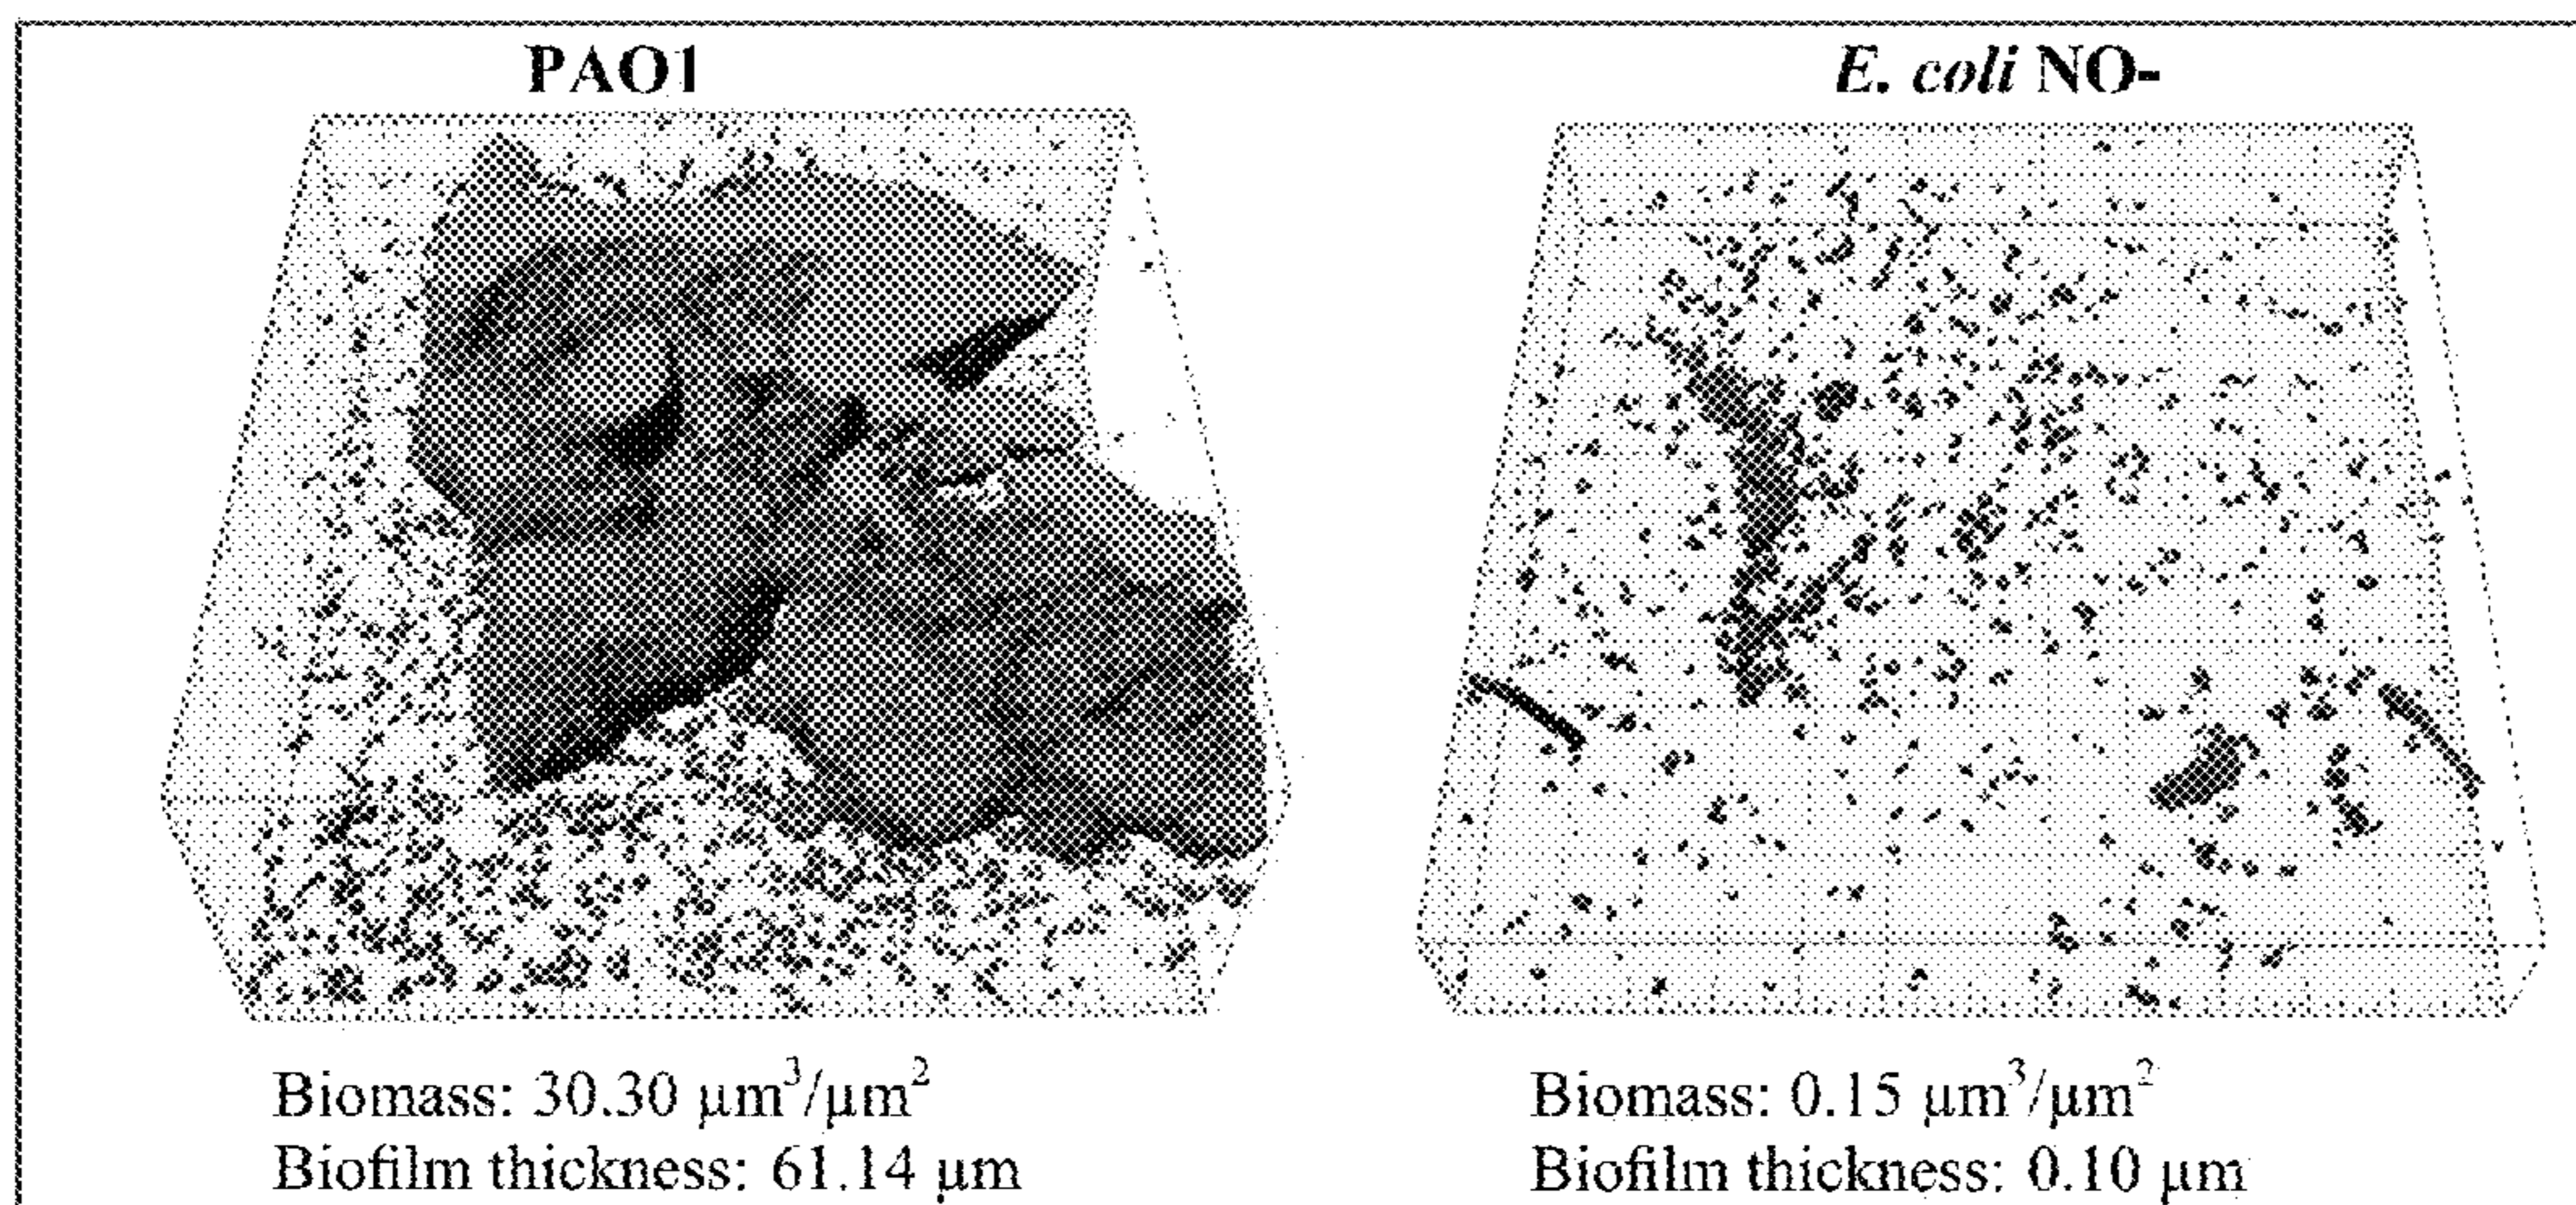 PAO1
E. coli NO-
Biomass: 30.30 μm³/μm²
Biofilm thickness: 61.14 μm
Biomass: 0.15 μm³/μm²
Biofilm thickness: 0.10 μm